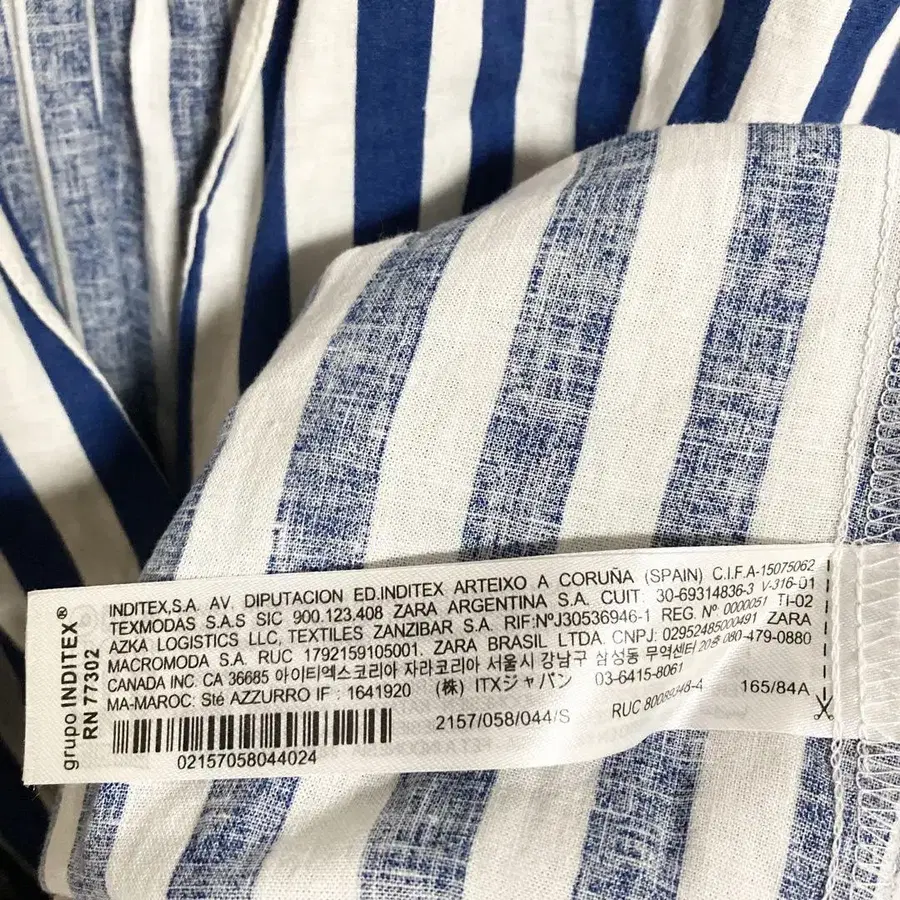 grupo INDITEX®
RN 77302
INDITEX,S.A. AV. DIPUTACION ED.INDITEX ARTEIXO A CORUÑA (SPAIN) C.I.F.A-15075062
TEXMODAS S.A.S SIC 900.123.408 ZARA ARGENTINA S.A. CUIT. 30-69314836-3 V-316-01
AZKA LOGISTICS LLC, TEXTILES ZANZIBAR S.A. RIF:NºJ30536946-1 REG. Nº 0000051 TI-02
MACROMODA S.A. RUC 1792159105001. ZARA BRASIL LTDA. CNPJ: 02952485000491 ZARA
CANADA INC. CA 36685 아이티엑스코리아 자라코리아 서울시 강남구 삼성동 무역센터 20층 080-479-0880
MA-MAROC: Sté AZZURRO IF : 1641920 (株) ITXジャパン 03-6415-8061
2157/058/044/S RUC 80089348-4 165/84A
02157058044024